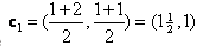 c₁ = (1+2/2, 1+1/2) = (1½, 1)